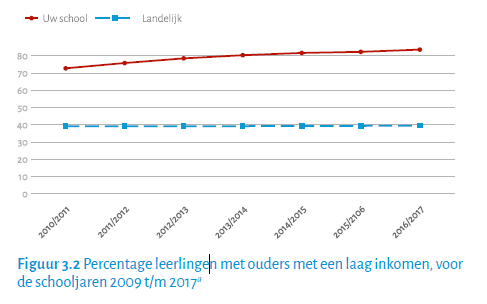 Uw school Landelijk
80
70
60
50
40
30
20
10
0
2010/2011 2011/2012 2012/2013 2013/2014 2014/2015 2015/2106 2016/2017
Figuur 3.2 Percentage leerlingen met ouders met een laag inkomen, voor
de schooljaren 2009 t/m 2017a